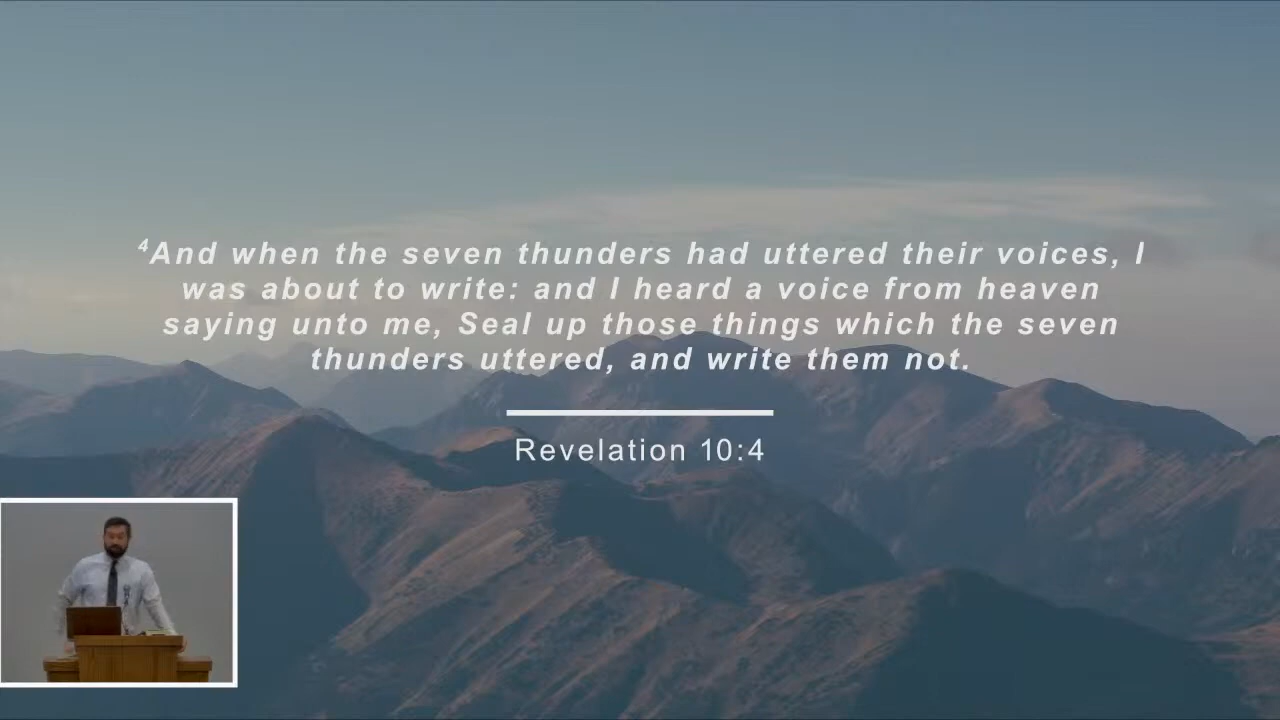 ⁴And when the seven thunders had uttered their voices, I
was about to write: and I heard a voice from heaven
saying unto me, Seal up those things which the seven
thunders uttered, and write them not.
Revelation 10:4